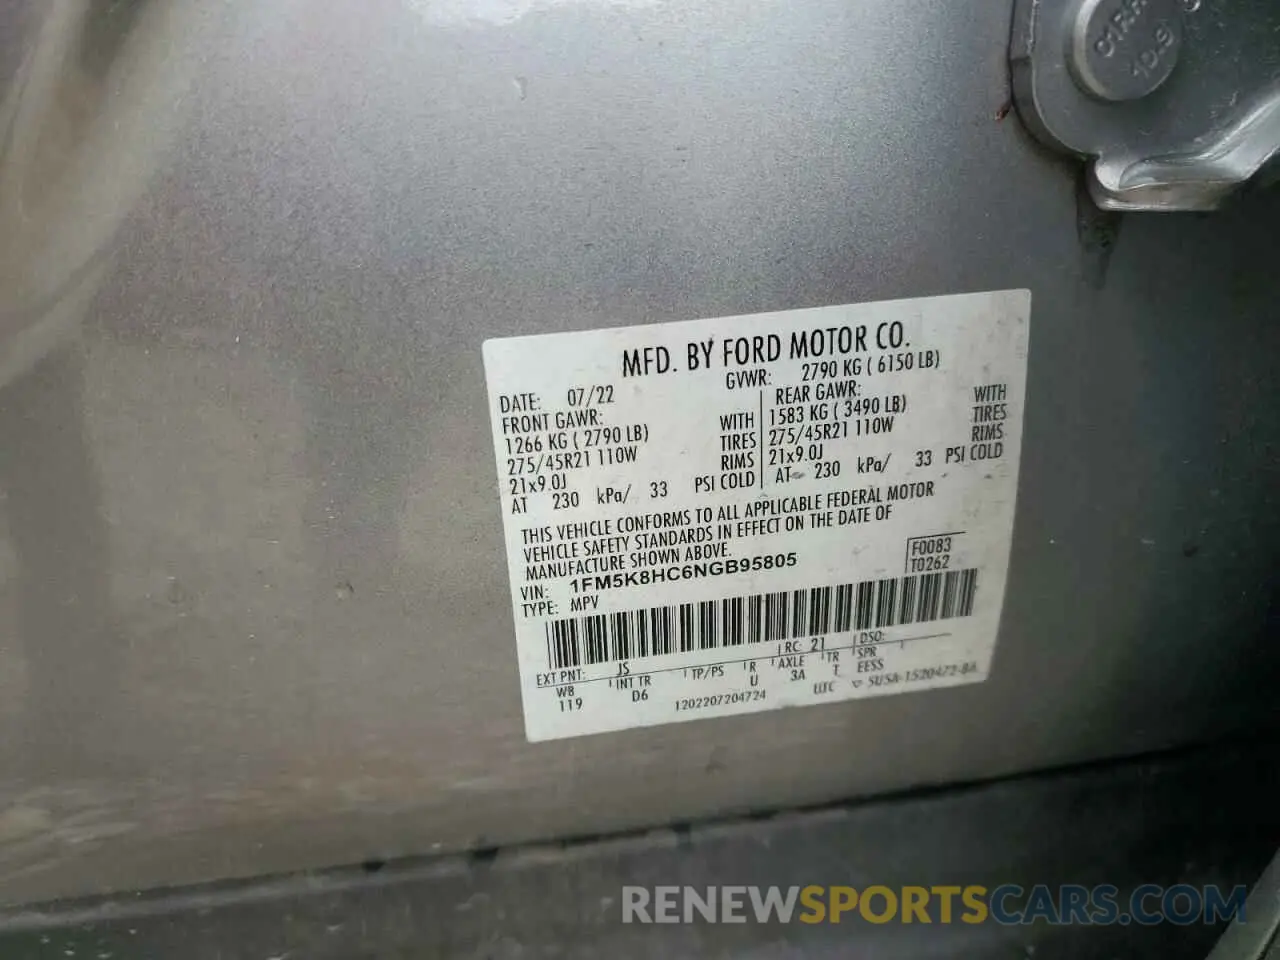 01RH
10.9
MFD. BY FORD MOTOR CO.
DATE: 07/22 GVWR: 2790 KG ( 6150 LB)
FRONT GAWR: REAR GAWR:
1266 KG ( 2790 LB) WITH 1583 KG ( 3490 LB) WITH
275/45R21 110W TIRES 275/45R21 110W TIRES
21x9.0J RIMS 21x9.0J RIMS
AT 230 kPa/ 33 PSI COLD AT 230 kPa/ 33 PSI COLD
THIS VEHICLE CONFORMS TO ALL APPLICABLE FEDERAL MOTOR
VEHICLE SAFETY STANDARDS IN EFFECT ON THE DATE OF
MANUFACTURE SHOWN ABOVE.
VIN: 1FM5K8HC6NGB95805 F0083
TYPE: MPV T0262
EXT PNT: JS RC: 21 DSO:
WB INT TR TP/PS R AXLE TR SPR
119 D6 U 3A T EESS
1202207204724 UTC 5U5A-1520472-BA
RENEWSPORTSCARS.COM